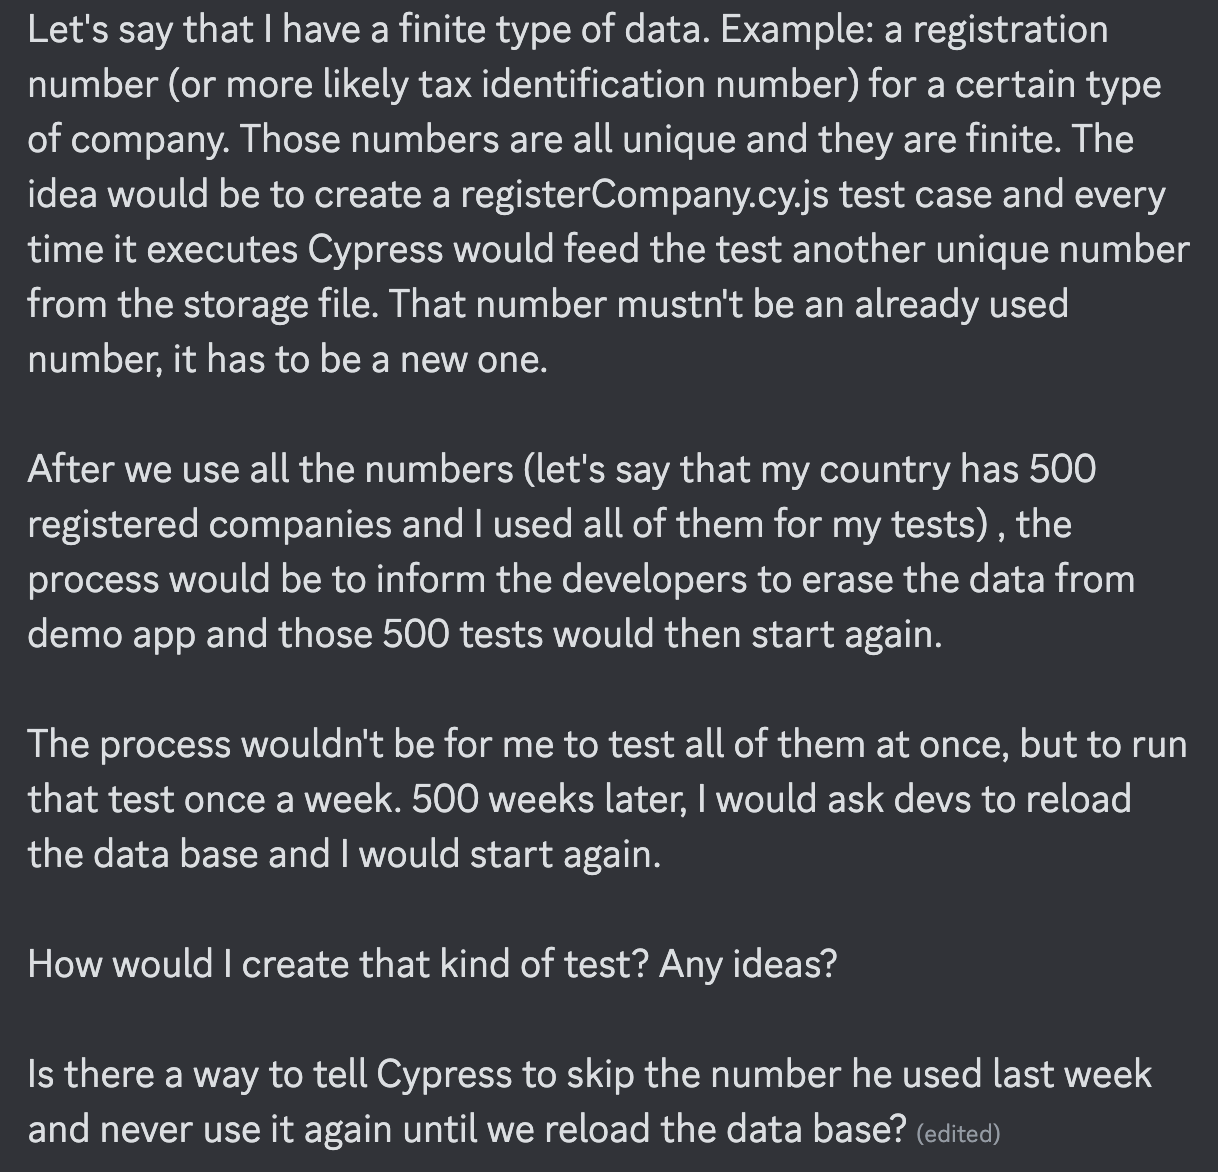 Let's say that I have a finite type of data. Example: a registration
number (or more likely tax identification number) for a certain type
of company. Those numbers are all unique and they are finite. The
idea would be to create a registerCompany.cy.js test case and every
time it executes Cypress would feed the test another unique number
from the storage file. That number mustn't be an already used
number, it has to be a new one.
After we use all the numbers (let's say that my country has 500
registered companies and I used all of them for my tests) , the
process would be to inform the developers to erase the data from
demo app and those 500 tests would then start again.
The process wouldn't be for me to test all of them at once, but to run
that test once a week. 500 weeks later, I would ask devs to reload
the data base and I would start again.
How would I create that kind of test? Any ideas?
Is there a way to tell Cypress to skip the number he used last week
and never use it again until we reload the data base? (edited)